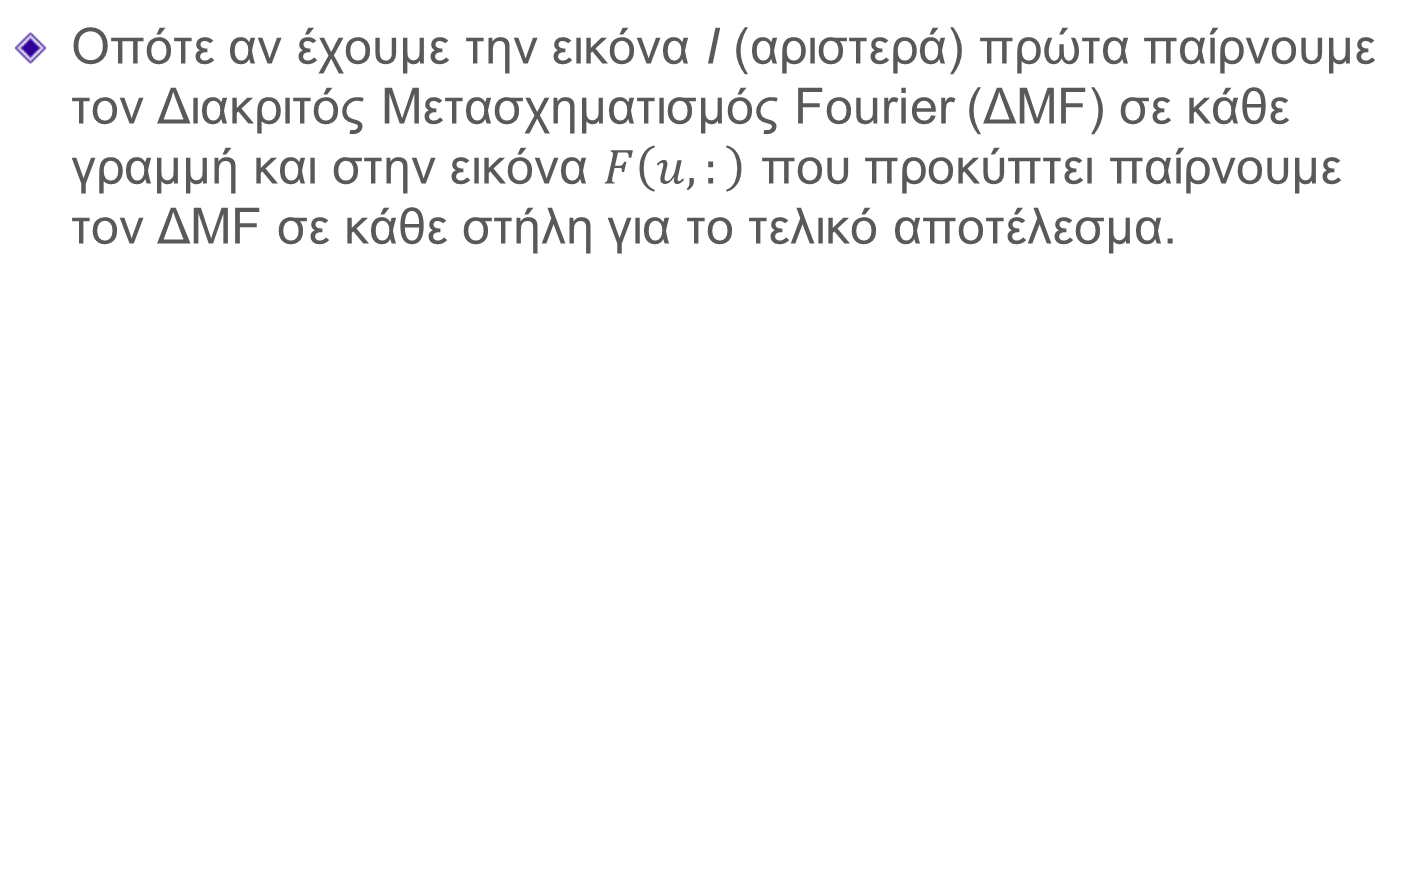 Οπότε αν έχουμε την εικόνα I (αριστερά) πρώτα παίρνουμε
τον Διακριτός Μετασχηματισμός Fourier (ΔΜF) σε κάθε
γραμμή και στην εικόνα F(u,:) που προκύπτει παίρνουμε
τον ΔΜF σε κάθε στήλη για το τελικό αποτέλεσμα.